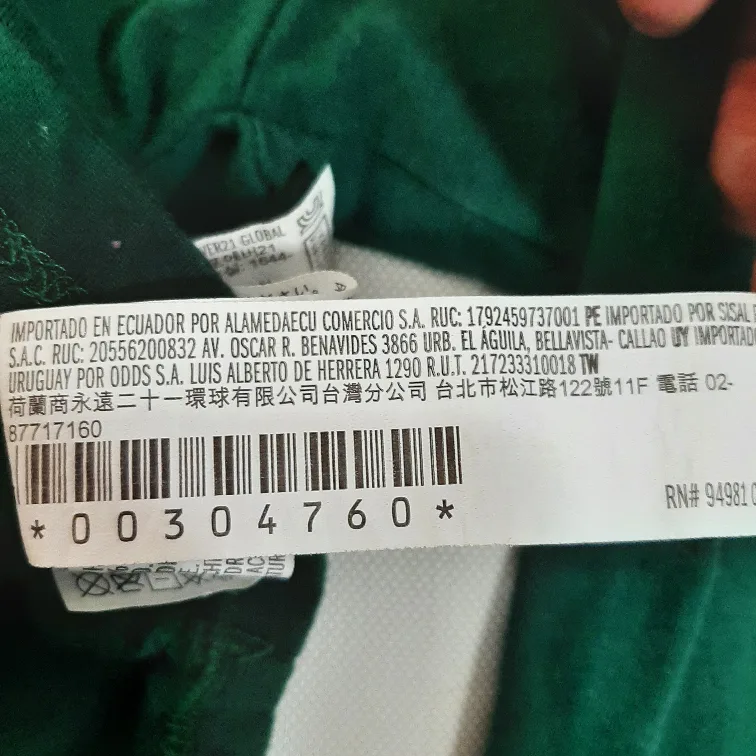 VER21 GLOBAL
IMPORTADO EN ECUADOR POR ALAMEDAECU COMERCIO S.A. RUC: 1792459737001 PE IMPORTADO POR SISAL
S.A.C. RUC: 20556200832 AV. OSCAR R. BENAVIDES 3866 URB. EL ÁGUILA, BELLAVISTA- CALLAO UY IMPORTAD
URUGUAY POR ODDS S.A. LUIS ALBERTO DE HERRERA 1290 R.U.T. 217233310018 TW
荷蘭商永遠二十一環球有限公司台灣分公司 台北市松江路122號11F 電話 02-
87717160
*00304760*
RN# 94981